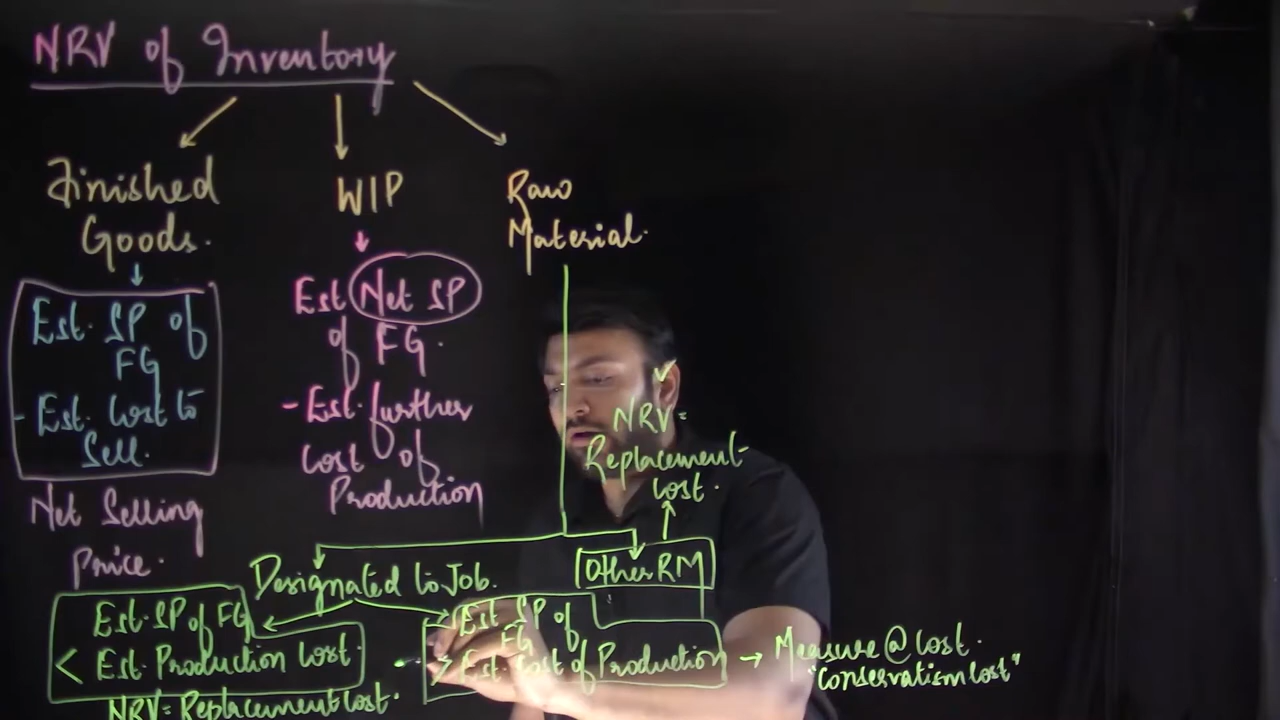 NRV of Inventory
Finished
Goods.
Est. SP of
FG
- Est. Cost to
Sell.
Net Selling
Price.
WIP
Est Net SP
of FG.
- Est. further
Cost of
Production
Raw
Material.
Designated to Job.
Est. SP of FG
< Est. Production Cost.
NRV = Replacement Cost.
Other RM
NRV =
Replacement
Cost.
Est. SP of
FG
> Est. Cost of Production
→ Measure @ Cost.
"Conservatism Cost"